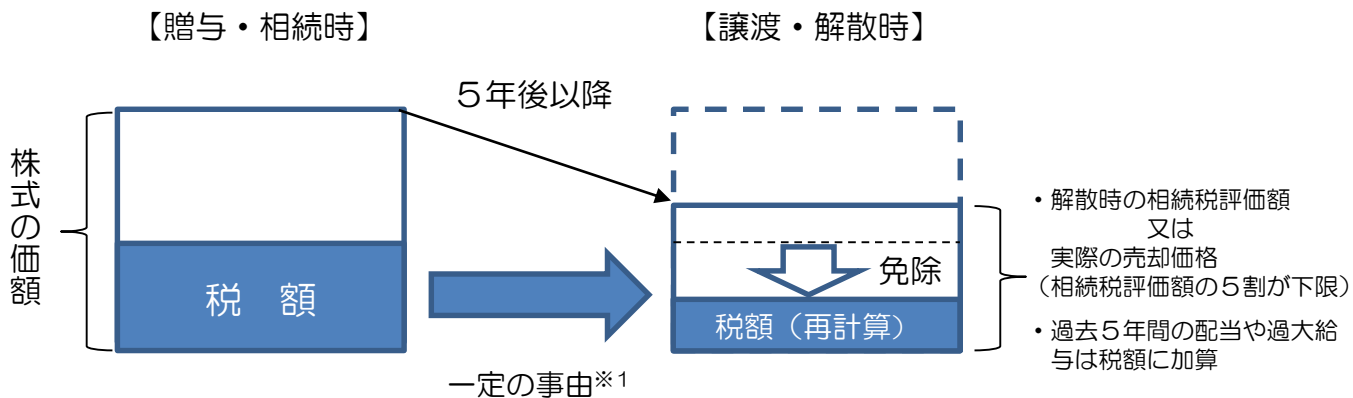 【贈与・相続時】
【譲渡・解散時】
５年後以降
株式の価額
税　額
免除
税額（再計算）
一定の事由※１
・解散時の相続税評価額
又は
実際の売却価格
（相続税評価額の５割が下限）
・過去５年間の配当や過大給
与は税額に加算